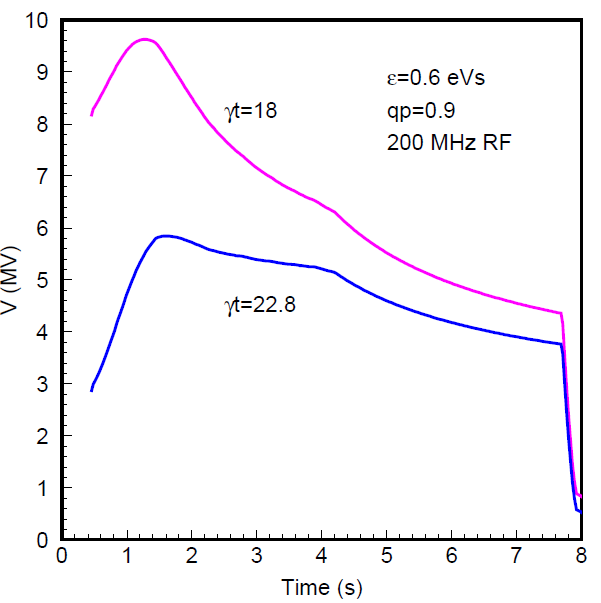 10
9
8
7
6
5
4
3
2
1
0
V (MV)
γt=18
ε=0.6 eVs
qp=0.9
200 MHz RF
γt=22.8
0 1 2 3 4 5 6 7 8
Time (s)